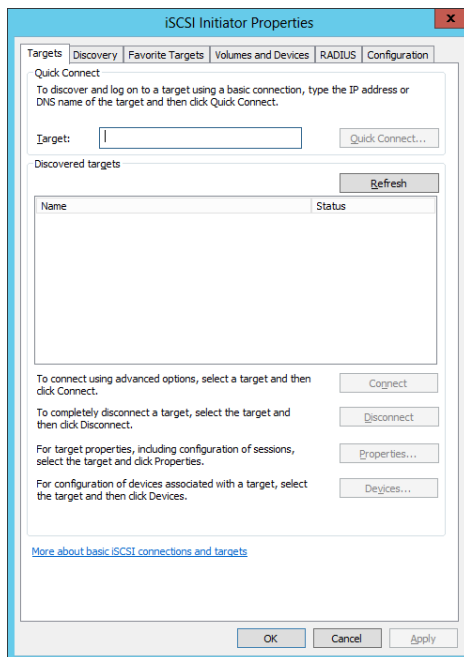 iSCSI Initiator Properties
x
Targets Discovery Favorite Targets Volumes and Devices RADIUS Configuration
Quick Connect
To discover and log on to a target using a basic connection, type the IP address or
DNS name of the target and then click Quick Connect.
Target:
Quick Connect...
Discovered targets
Refresh
Name Status
To connect using advanced options, select a target and then
click Connect.
Connect
To completely disconnect a target, select the target and
then click Disconnect.
Disconnect
For target properties, including configuration of sessions,
select the target and click Properties.
Properties...
For configuration of devices associated with a target, select
the target and then click Devices.
Devices...
More about basic iSCSI connections and targets
OK Cancel Apply